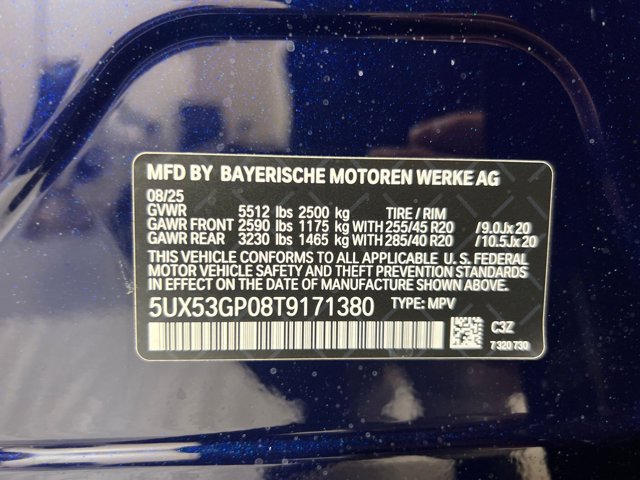 MFD BY BAYERISCHE MOTOREN WERKE AG
08/25
GVWR 5512 lbs 2500 kg TIRE / RIM
GAWR FRONT 2590 lbs 1175 kg WITH 255/45 R20 /9.0Jx20
GAWR REAR 3230 lbs 1465 kg WITH 285/40 R20 /10.5Jx20
THIS VEHICLE CONFORMS TO ALL APPLICABLE U. S. FEDERAL
MOTOR VEHICLE SAFETY AND THEFT PREVENTION STANDARDS
IN EFFECT ON THE DATE OF MANUFACTURE SHOWN ABOVE.
5UX53GP08T9171380 TYPE: MPV
C3Z
7320730